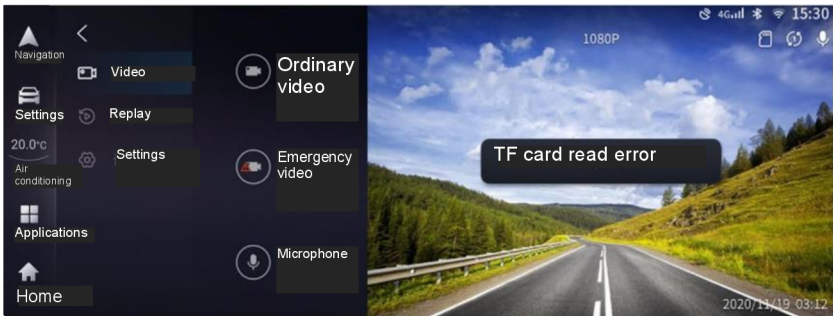 4G 15:30
1080P
Navigation
Settings
20.0°C
Air
conditioning
Applications
Home
Video
Replay
Settings
Ordinary
video
Emergency
video
Microphone
TF card read error
2020/11/19 03:12